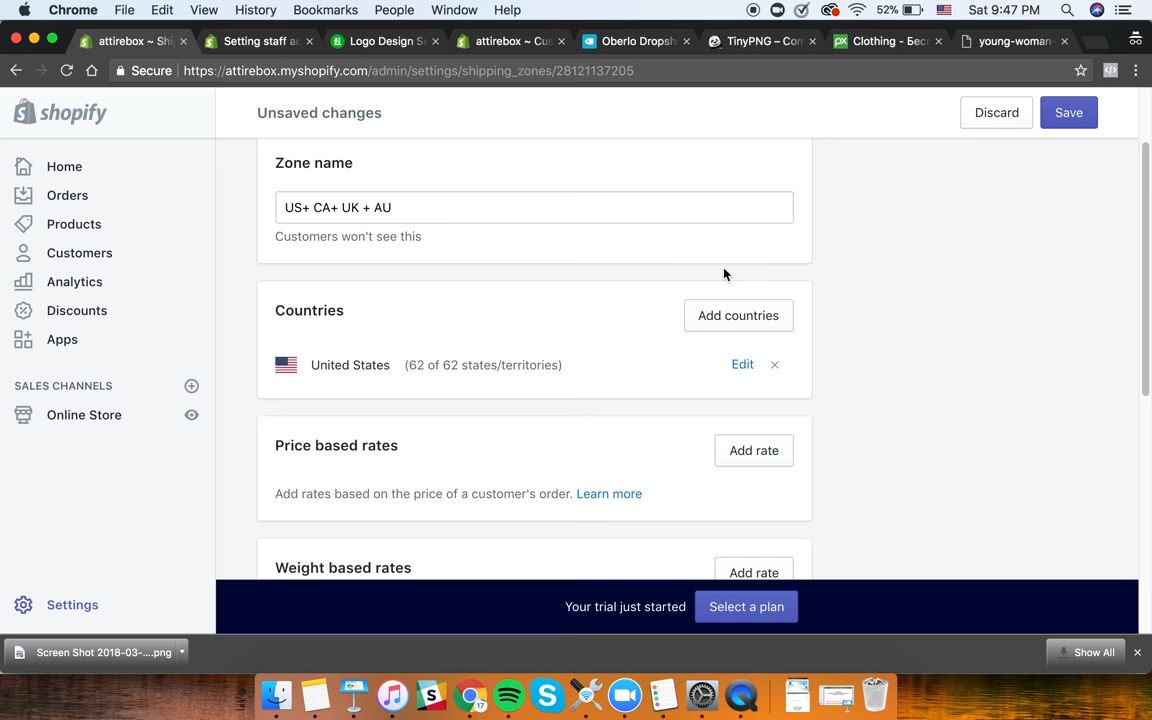 Chrome File Edit View History Bookmarks People Window Help 52% Sat 9:47 PM
attirebox ~ Shi Setting staff ac Logo Design S attirebox ~ Cus Oberlo Dropsh TinyPNG – Com Clothing - Бес young-woman-
Secure https://attirebox.myshopify.com/admin/settings/shipping_zones/28121137205
shopify Unsaved changes Discard Save
Home
Orders
Products
Customers
Analytics
Discounts
Apps
SALES CHANNELS
Online Store
Settings
Zone name
US+ CA+ UK + AU
Customers won't see this
Countries Add countries
United States (62 of 62 states/territories) Edit
Price based rates Add rate
Add rates based on the price of a customer's order. Learn more
Weight based rates Add rate
Your trial just started Select a plan
Screen Shot 2018-03-....png Show All
17